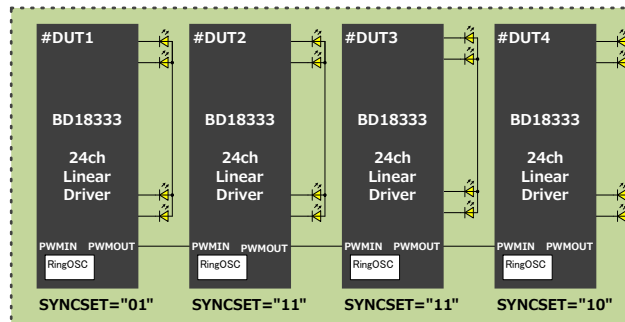 #DUT1
BD18333
24ch
Linear
Driver
PWMIN PWMOUT
RingOSC
SYNCSET="01"
#DUT2
BD18333
24ch
Linear
Driver
PWMIN PWMOUT
RingOSC
SYNCSET="11"
#DUT3
BD18333
24ch
Linear
Driver
PWMIN PWMOUT
RingOSC
SYNCSET="11"
#DUT4
BD18333
24ch
Linear
Driver
PWMIN PWMOUT
RingOSC
SYNCSET="10"